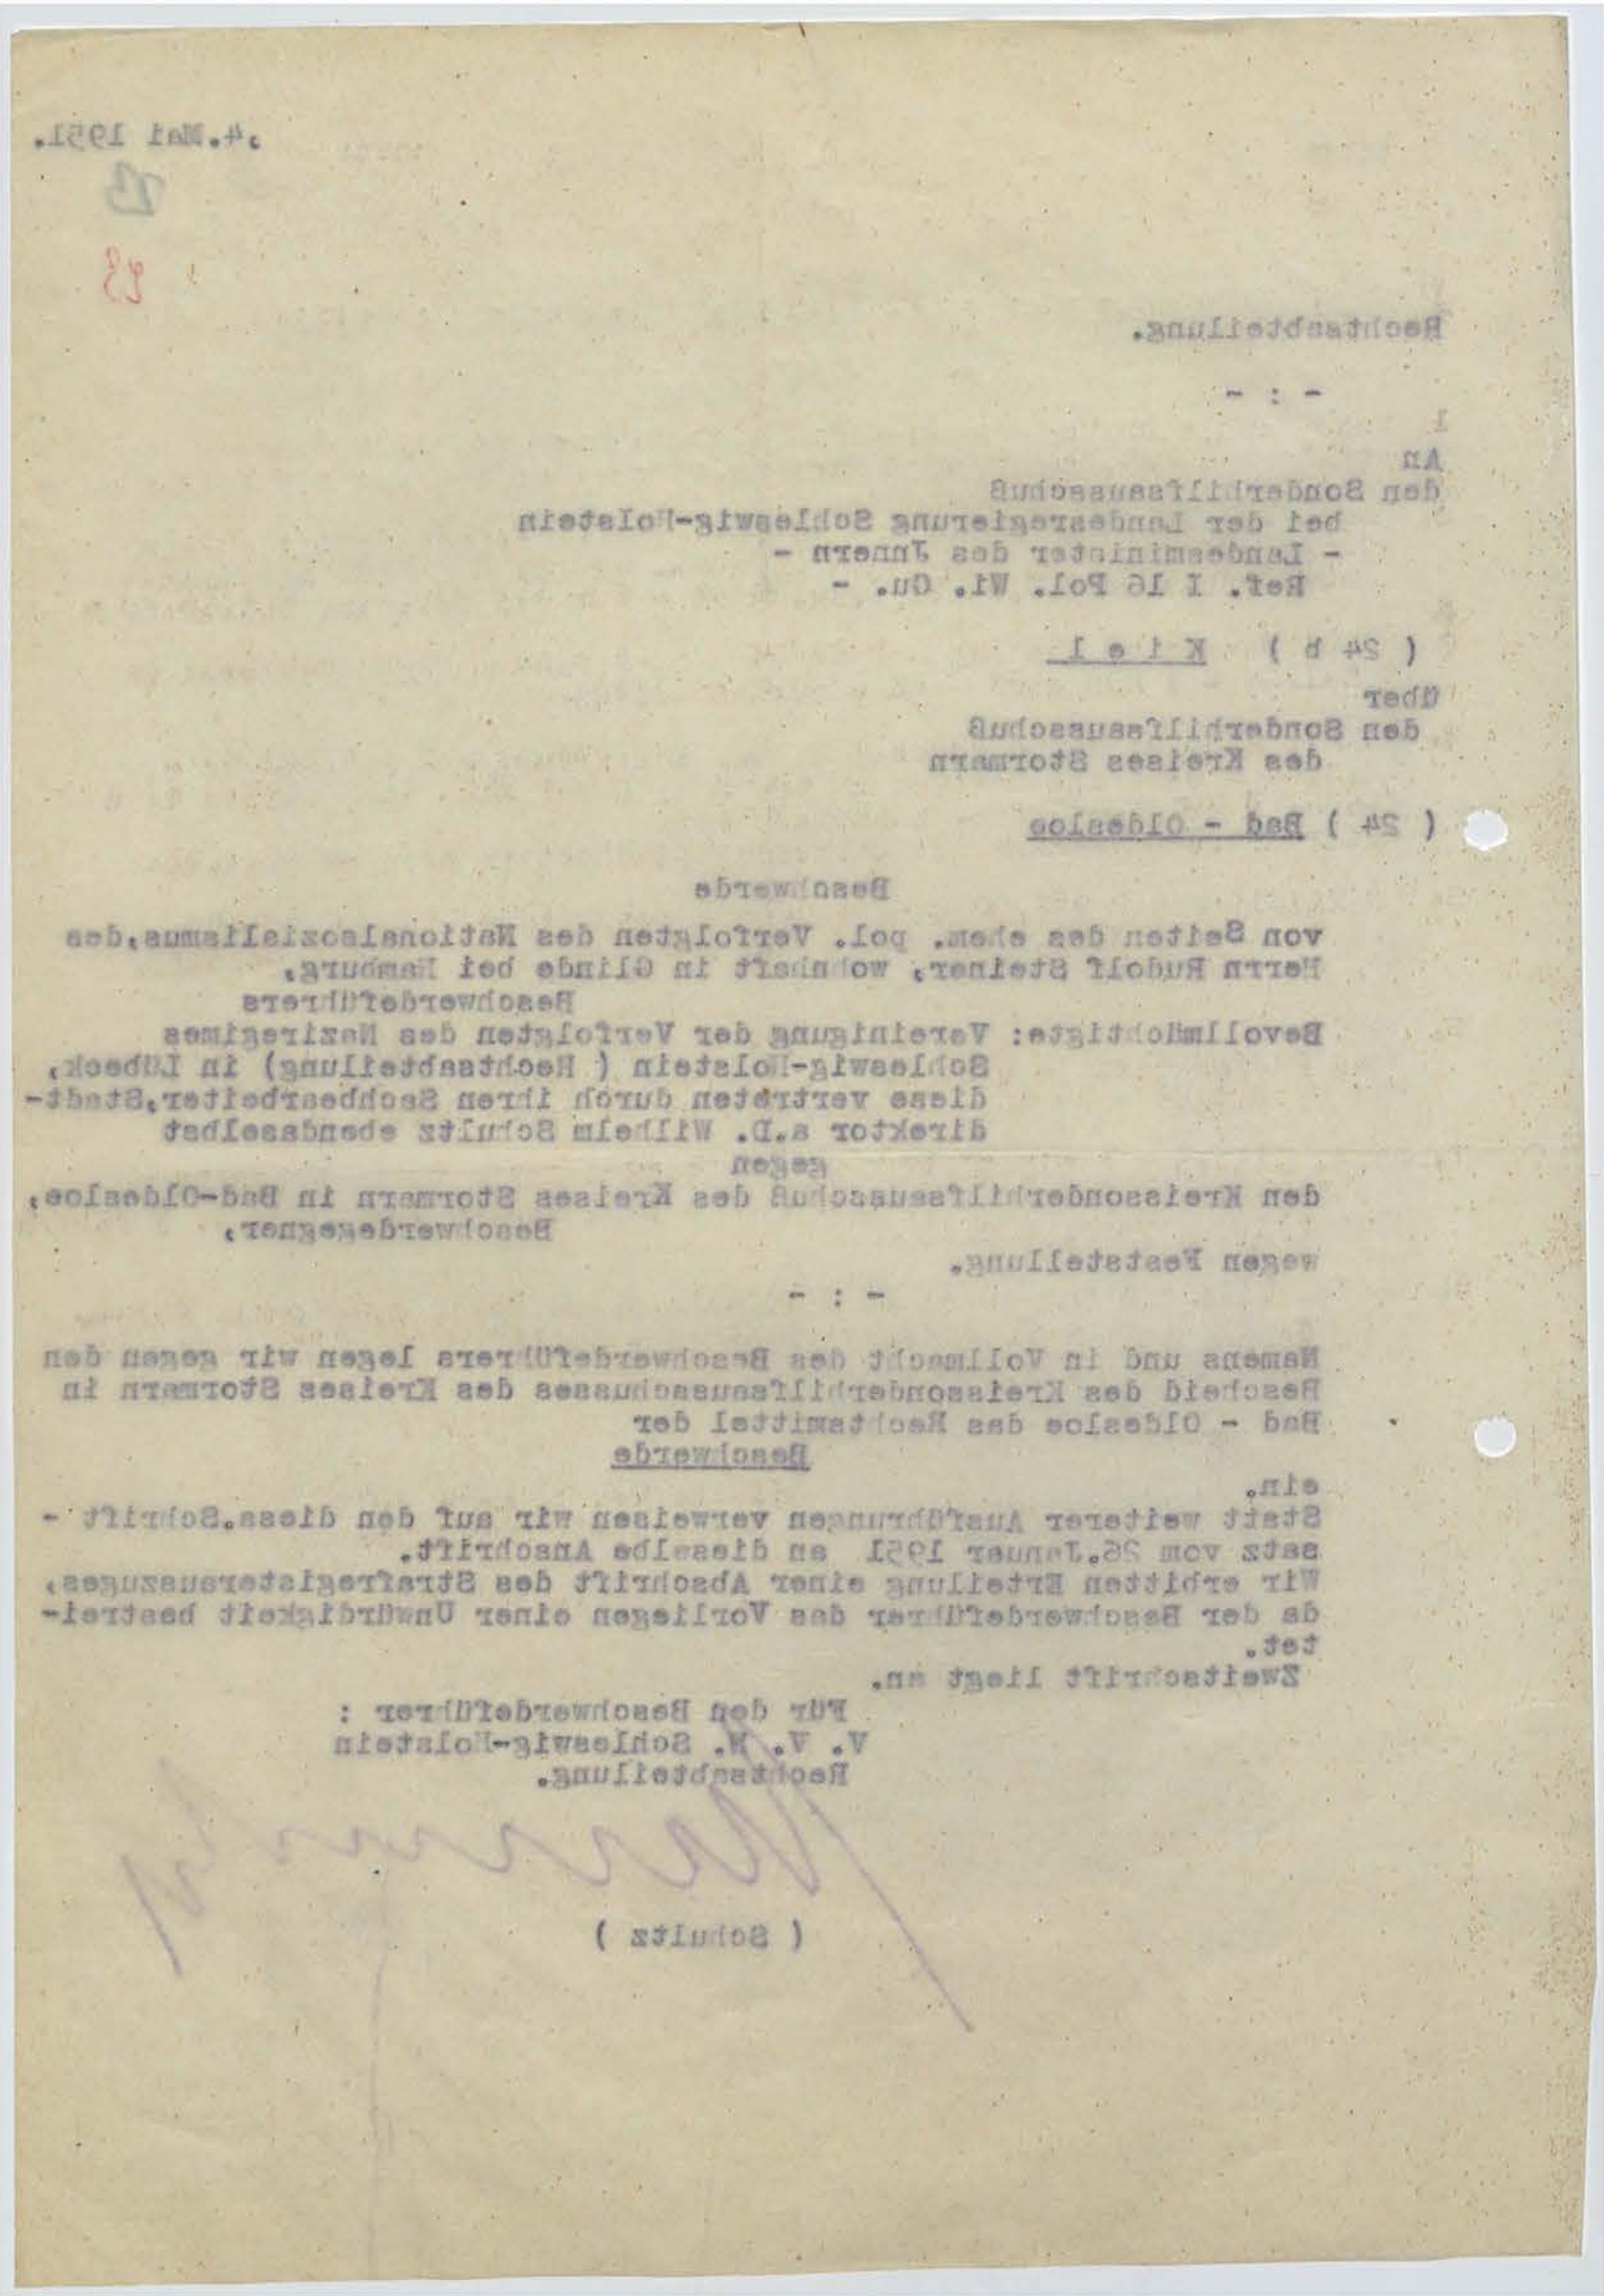 ,4.Mai 1951.
23
23
Rechtsabteilung.
- : -
An
den Sonderhilfsausschuß
bei der Landesregierung Schleswig-Holstein
- Landesminister des Innern -
Ref. I 16 Pol. Wi. Gu. -
( 24 b ) K i e l
über
den Sonderhilfsausschuß
des Kreises Stormarn
( 24 ) Bad - Oldesloe
Beschwerde
von Seiten des ehem. pol. Verfolgten des Nationalsozialismus,des
Herrn Rudolf Steiner, wohnhaft in Glinde bei Hamburg,
Beschwerdeführers
Bevollmächtigte: Vereinigung der Verfolgten des Naziregimes
Schleswig-Holstein ( Rechtsabteilung) in Lübeck,
diese vertreten durch ihren Sachbearbeiter,Stadt-
direktor a.D. Wilhelm Schultz ebendaselbst
gegen
den Kreissonderhilfsausschuß des Kreises Stormarn in Bad-Oldesloe,
Beschwerdegegner,
wegen Feststellung.
- : -
Namens und in Vollmacht des Beschwerdeführers legen wir gegen den
Bescheid des Kreissonderhilfsausschusses des Kreises Stormarn in
Bad - Oldesloe das Rechtsmittel der
Beschwerde
ein.
Statt weiterer Ausführungen verweisen wir auf den diess.Schrift -
satz vom 26.Januar 1951 an dieselbe Anschrift.
Wir erbitten Erteilung einer Abschrift des Strafregisterauszuges,
da der Beschwerdeführer das Vorliegen einer Unwürdigkeit bestrei-
tet.
Zweitschrift liegt an.
Für den Beschwerdeführer :
V. V. N. Schleswig-Holstein
Rechtsabteilung.
( Schultz )